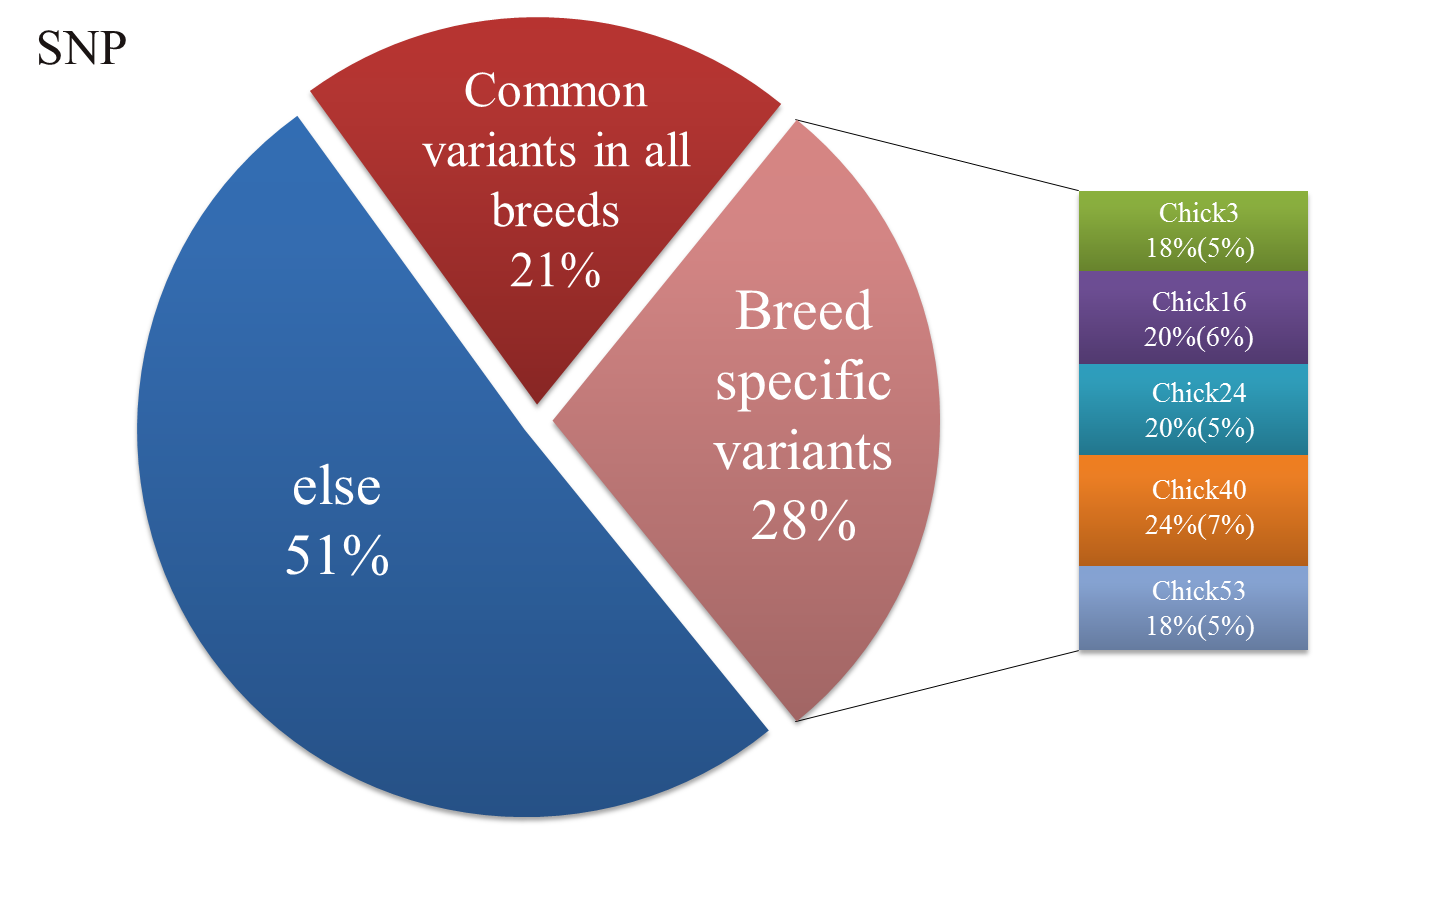 SNP
Common
variants in all
breeds
21%
Breed
specific
variants
28%
else
51%
Chick3
18%(5%)
Chick16
20%(6%)
Chick24
20%(5%)
Chick40
24%(7%)
Chick53
18%(5%)